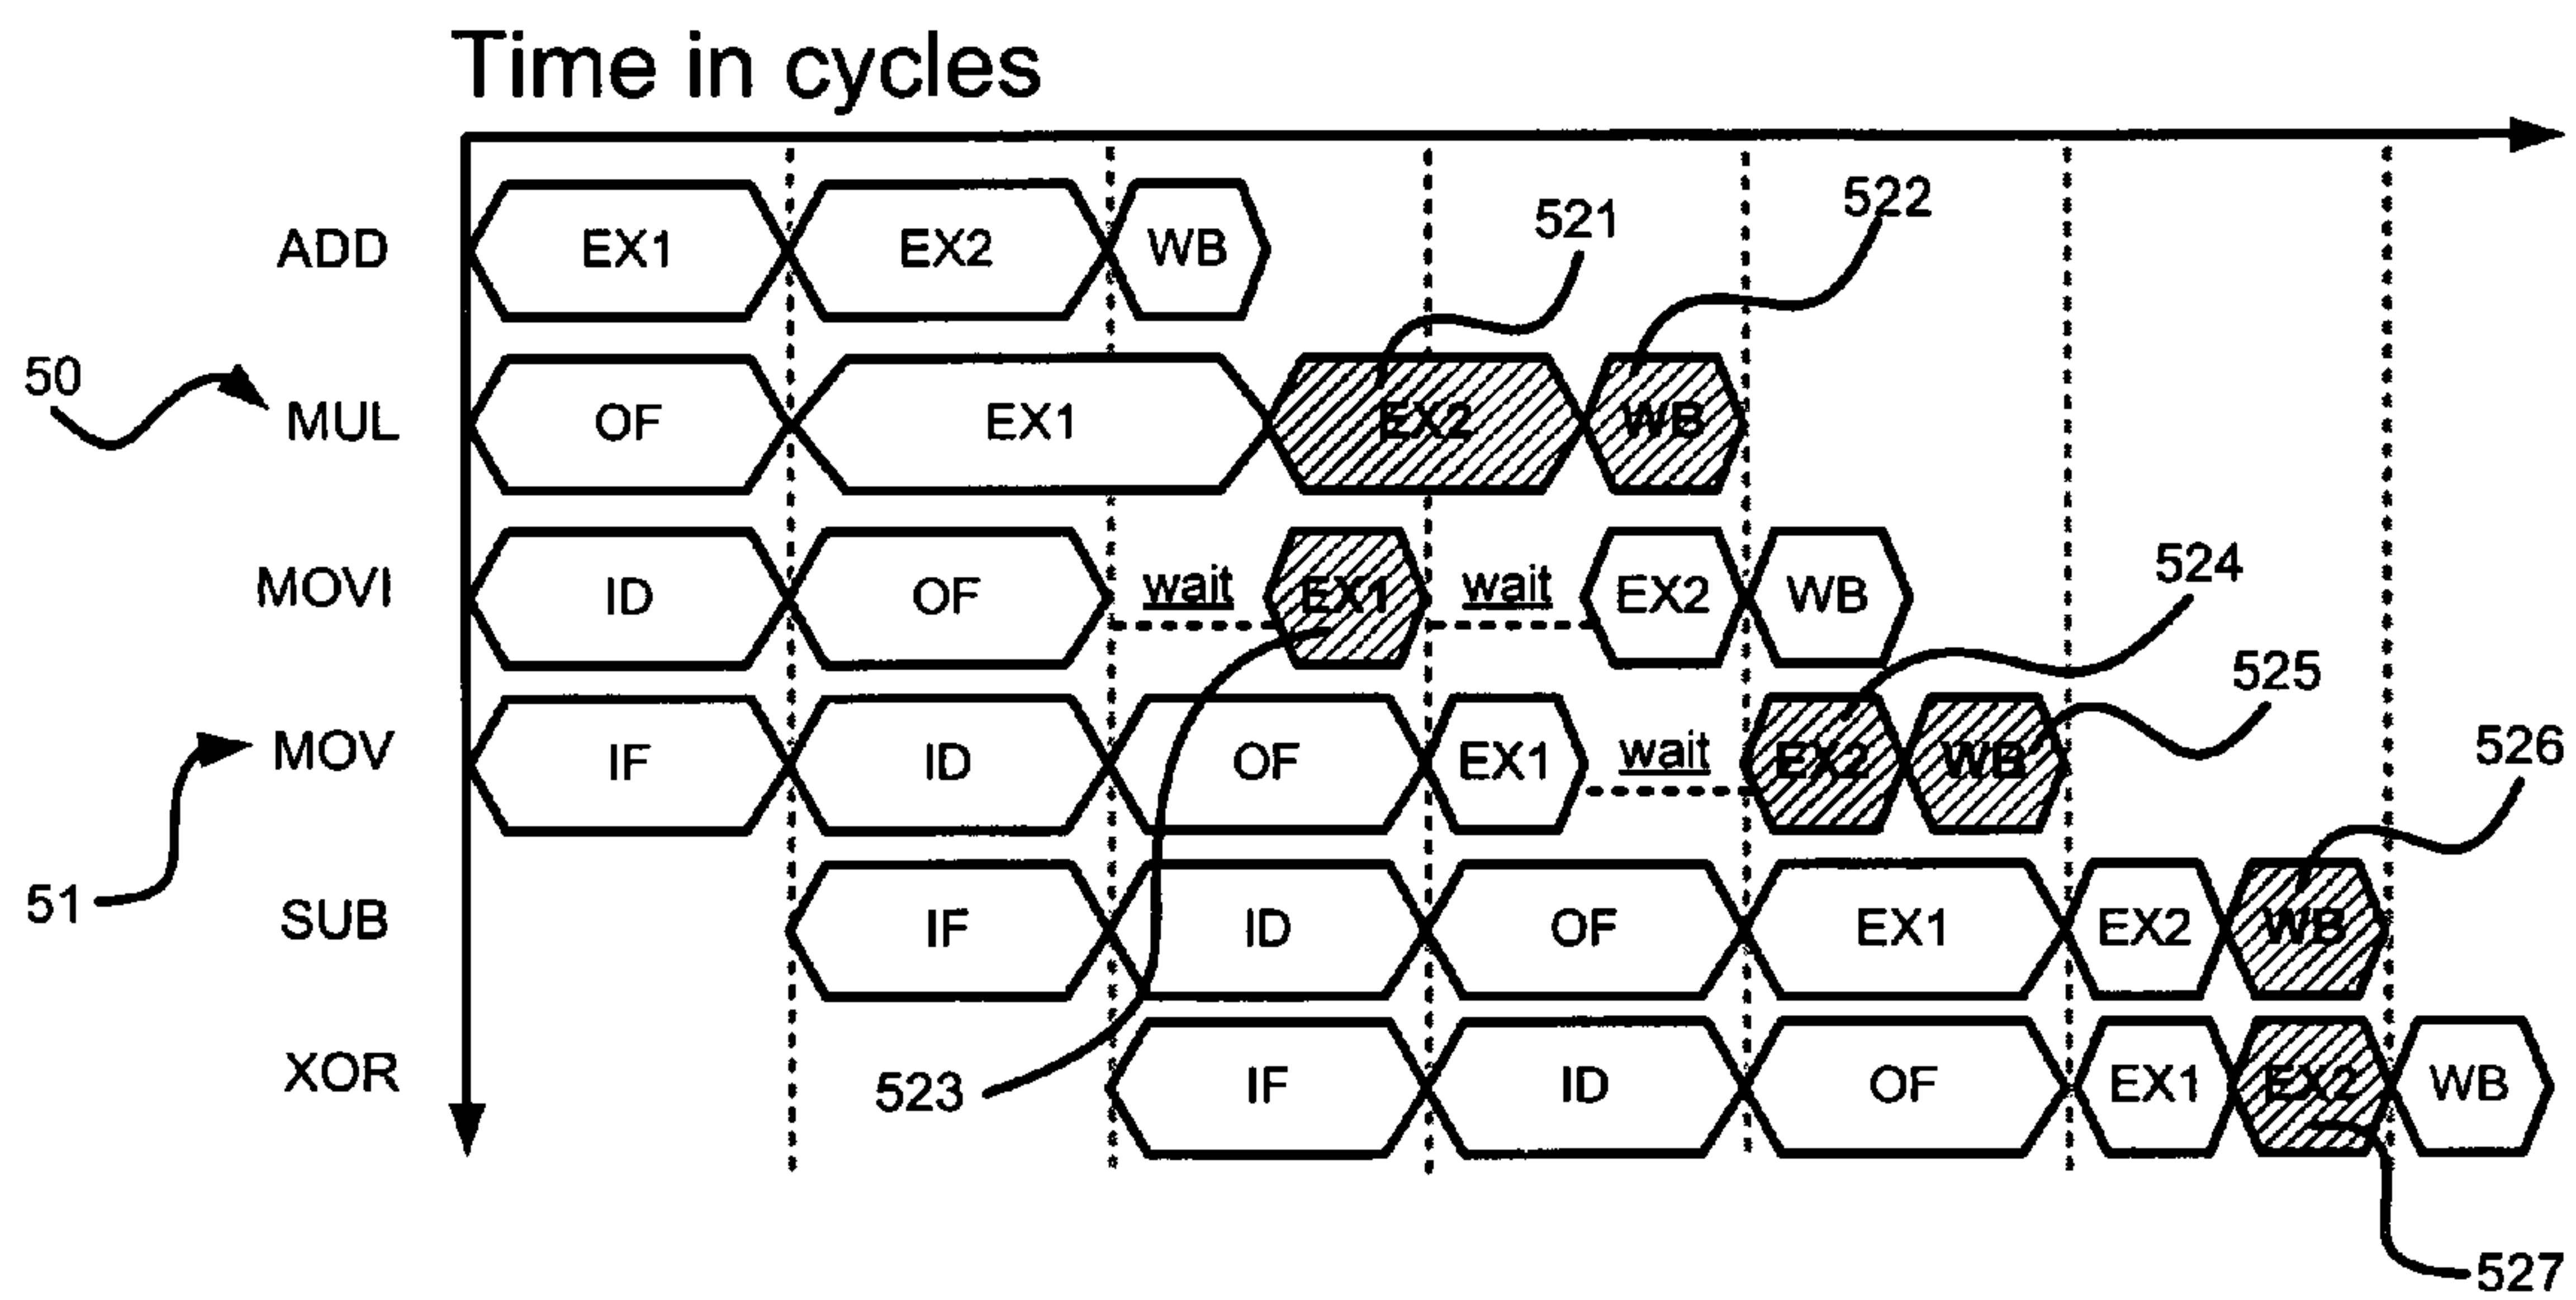 Time in cycles
521
522
ADD EX1 EX2 WB
50
MUL OF EX1 EX2 WB
MOVI ID OF wait EX1 wait EX2 WB
524
525
51
MOV IF ID OF EX1 wait EX2 WB
526
SUB IF ID OF EX1 EX2 WB
XOR IF ID OF EX1 EX2 WB
523
527